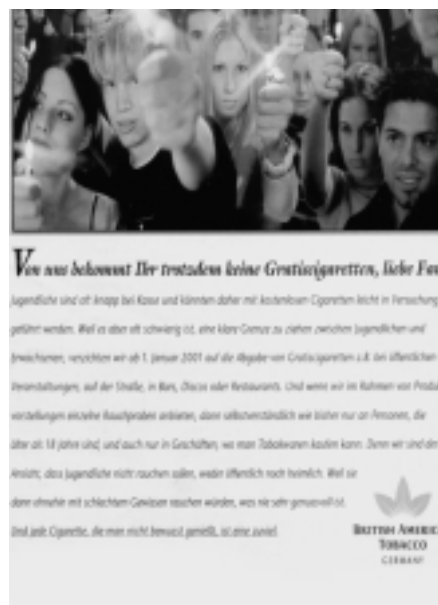 Von uns bekommt Ihr trotzdem keine Gratiscigaretten, liebe Fan
Jugendliche sind oft knapp bei Kasse und könnten daher mit kostenlosen Cigaretten leicht in Versuchung
geführt werden. Weil es aber oft schwierig ist, eine klare Grenze zu ziehen zwischen Jugendlichen und
Erwachsenen, verzichten wir ab 1. Januar 2001 auf die Abgabe von Gratiscigaretten z.B. bei öffentlichen
Veranstaltungen, auf der Straße, in Bars, Discos oder Restaurants. Und wenn wir im Rahmen von Produkt
vorstellungen einzelne Rauchproben anbieten, dann selbstverständlich wie bisher nur an Personen, die
älter als 18 Jahre sind, und auch nur in Geschäften, wo man Tabakwaren kaufen kann. Denn wir sind der
Ansicht, dass Jugendliche nicht rauchen sollen, weder öffentlich noch heimlich. Weil sie
dann ohnehin mit schlechtem Gewissen rauchen würden, was nie sehr genussvoll ist.
Und jede Cigarette, die man nicht bewusst genießt, ist eine zuviel.
BRITISH AMERIC
TOBACCO
GERMANY